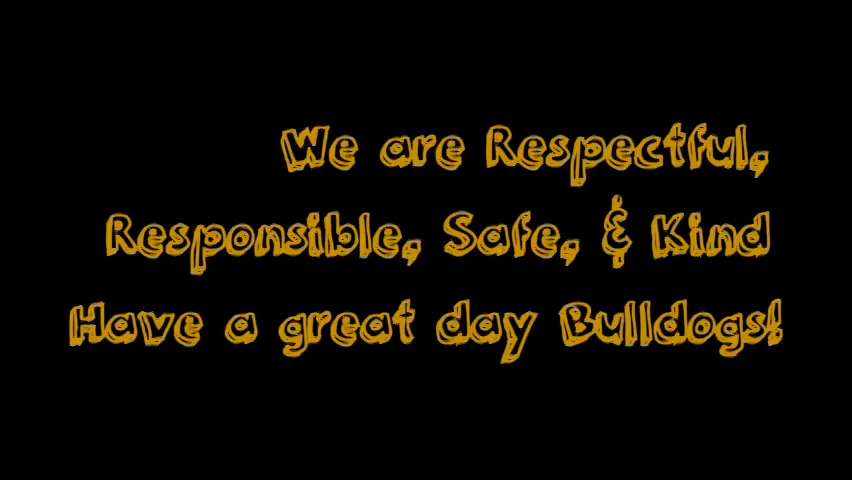 We are Respectful,
Responsible, Safe, & Kind
Have a great day Bulldogs!